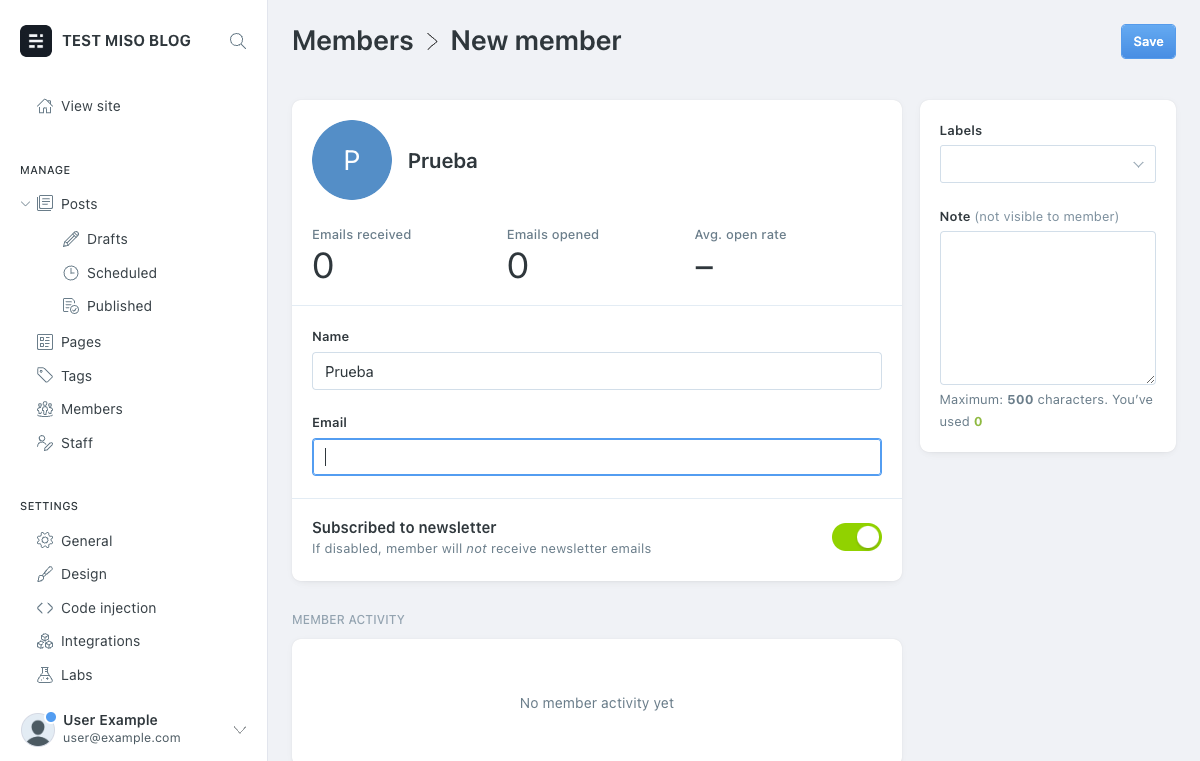 TEST MISO BLOG
View site
MANAGE
Posts
Drafts
Scheduled
Published
Pages
Tags
Members
Staff
SETTINGS
General
Design
Code injection
Integrations
Labs
User Example
user@example.com
Members > New member
Save
P
Prueba
Emails received
0
Emails opened
0
Avg. open rate
–
Name
Prueba
Email
Subscribed to newsletter
If disabled, member will not receive newsletter emails
MEMBER ACTIVITY
No member activity yet
Labels
Note (not visible to member)
Maximum: 500 characters. You’ve
used 0